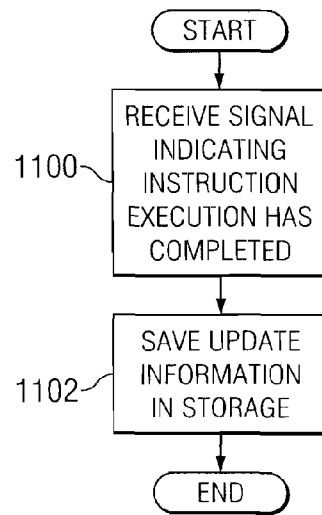 START
RECEIVE SIGNAL
INDICATING
INSTRUCTION
EXECUTION HAS
COMPLETED
1100
SAVE UPDATE
INFORMATION
IN STORAGE
1102
END